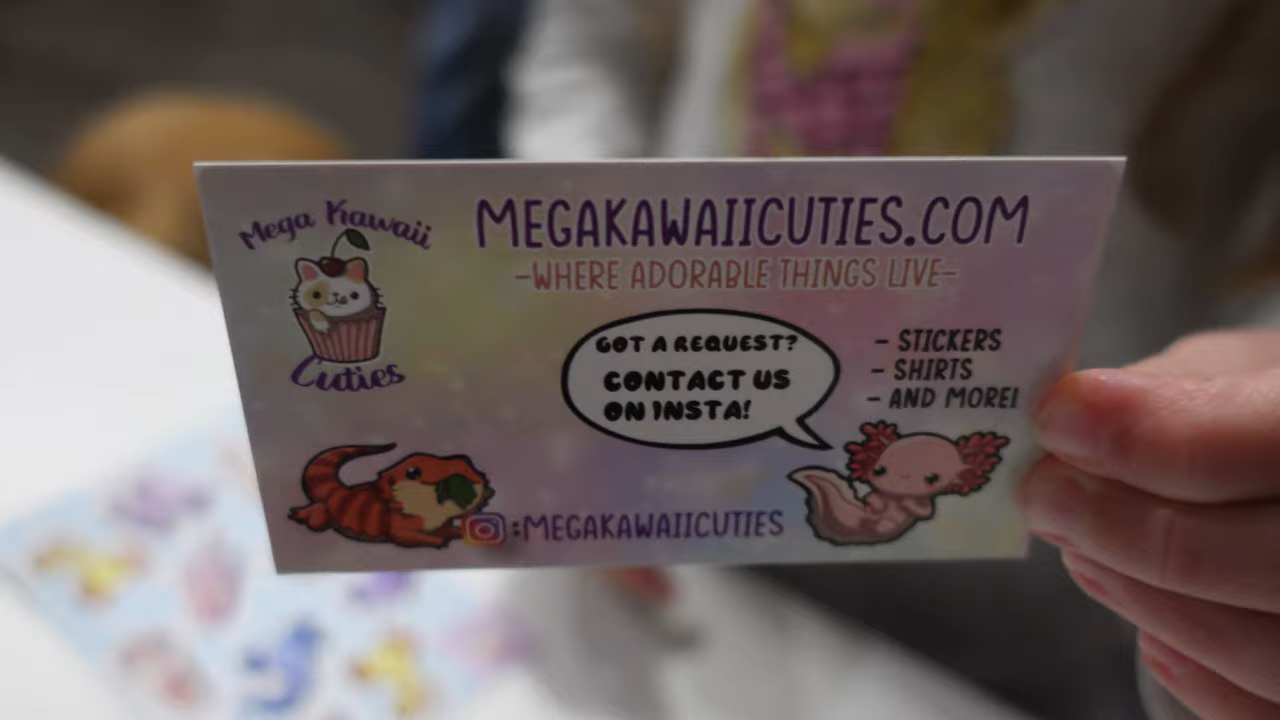 Mega Kawaii
Cuties
MEGAKAWAIICUTIES.COM
-WHERE ADORABLE THINGS LIVE-
GOT A REQUEST?
CONTACT US
ON INSTA!
- STICKERS
- SHIRTS
- AND MORE!
:MEGAKAWAIICUTIES